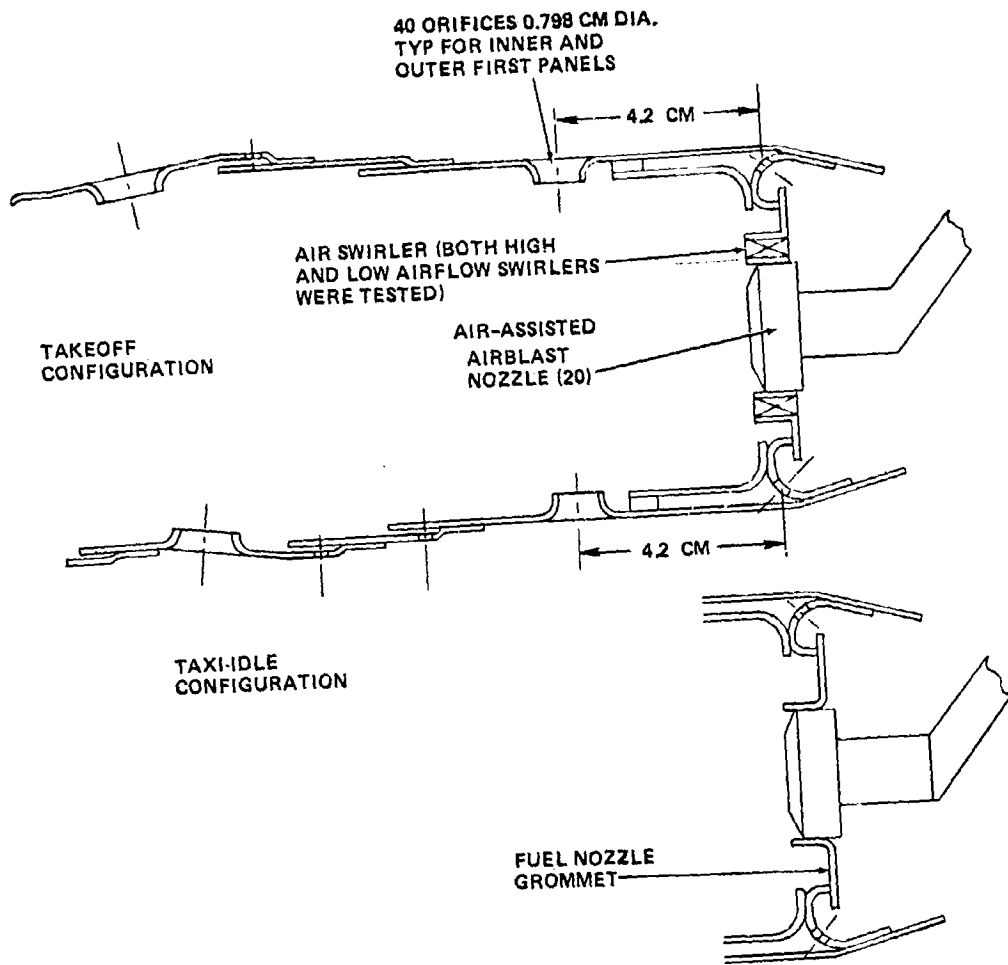 40 ORIFICES 0.798 CM DIA.
TYP FOR INNER AND
OUTER FIRST PANELS
4.2 CM
AIR SWIRLER (BOTH HIGH
AND LOW AIRFLOW SWIRLERS
WERE TESTED)
TAKEOFF
CONFIGURATION
AIR-ASSISTED
AIRBLAST
NOZZLE (20)
4.2 CM
TAXI-IDLE
CONFIGURATION
FUEL NOZZLE
GROMMET